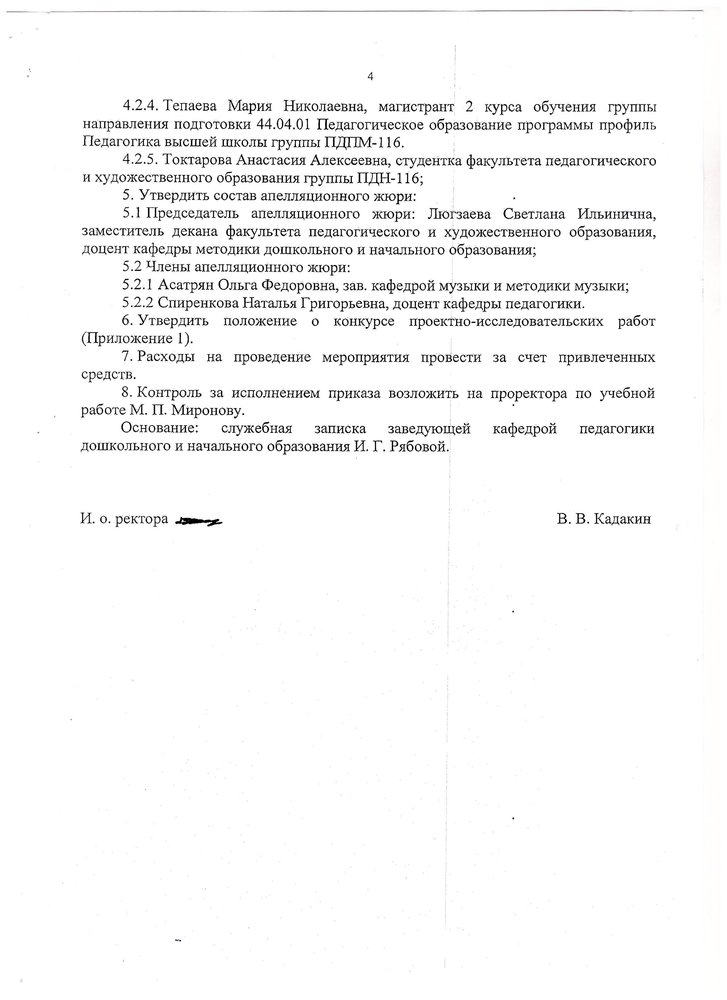 4
4.2.4. Тепаева Мария Николаевна, магистрант 2 курса обучения группы
направления подготовки 44.04.01 Педагогическое образование программы профиль
Педагогика высшей школы группы ПДПМ-116.
4.2.5. Токтарова Анастасия Алексеевна, студентка факультета педагогического
и художественного образования группы ПДН-116;
5. Утвердить состав апелляционного жюри:
5.1 Председатель апелляционного жюри: Люгзаева Светлана Ильинична,
заместитель декана факультета педагогического и художественного образования,
доцент кафедры методики дошкольного и начального образования;
5.2 Члены апелляционного жюри:
5.2.1 Асатрян Ольга Федоровна, зав. кафедрой музыки и методики музыки;
5.2.2 Спиренкова Наталья Григорьевна, доцент кафедры педагогики.
6. Утвердить положение о конкурсе проектно-исследовательских работ
(Приложение 1).
7. Расходы на проведение мероприятия провести за счет привлеченных
средств.
8. Контроль за исполнением приказа возложить на проректора по учебной
работе М. П. Миронову.
Основание: служебная записка заведующей кафедрой педагогики
дошкольного и начального образования И. Г. Рябовой.
И. о. ректора В. В. Кадакин